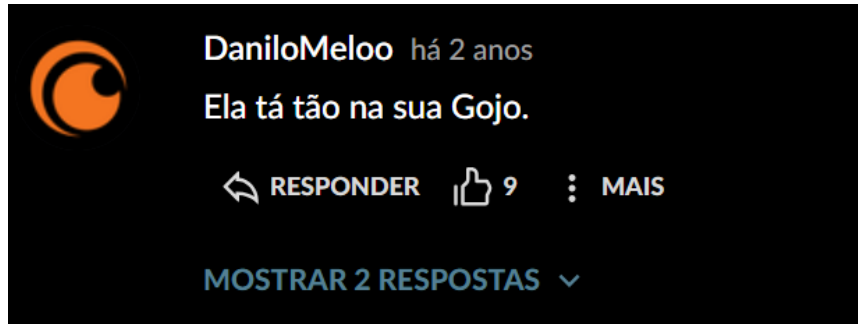 DaniloMeloo há 2 anos
Ela tá tão na sua Gojo.
RESPONDER 9 MAIS
MOSTRAR 2 RESPOSTAS